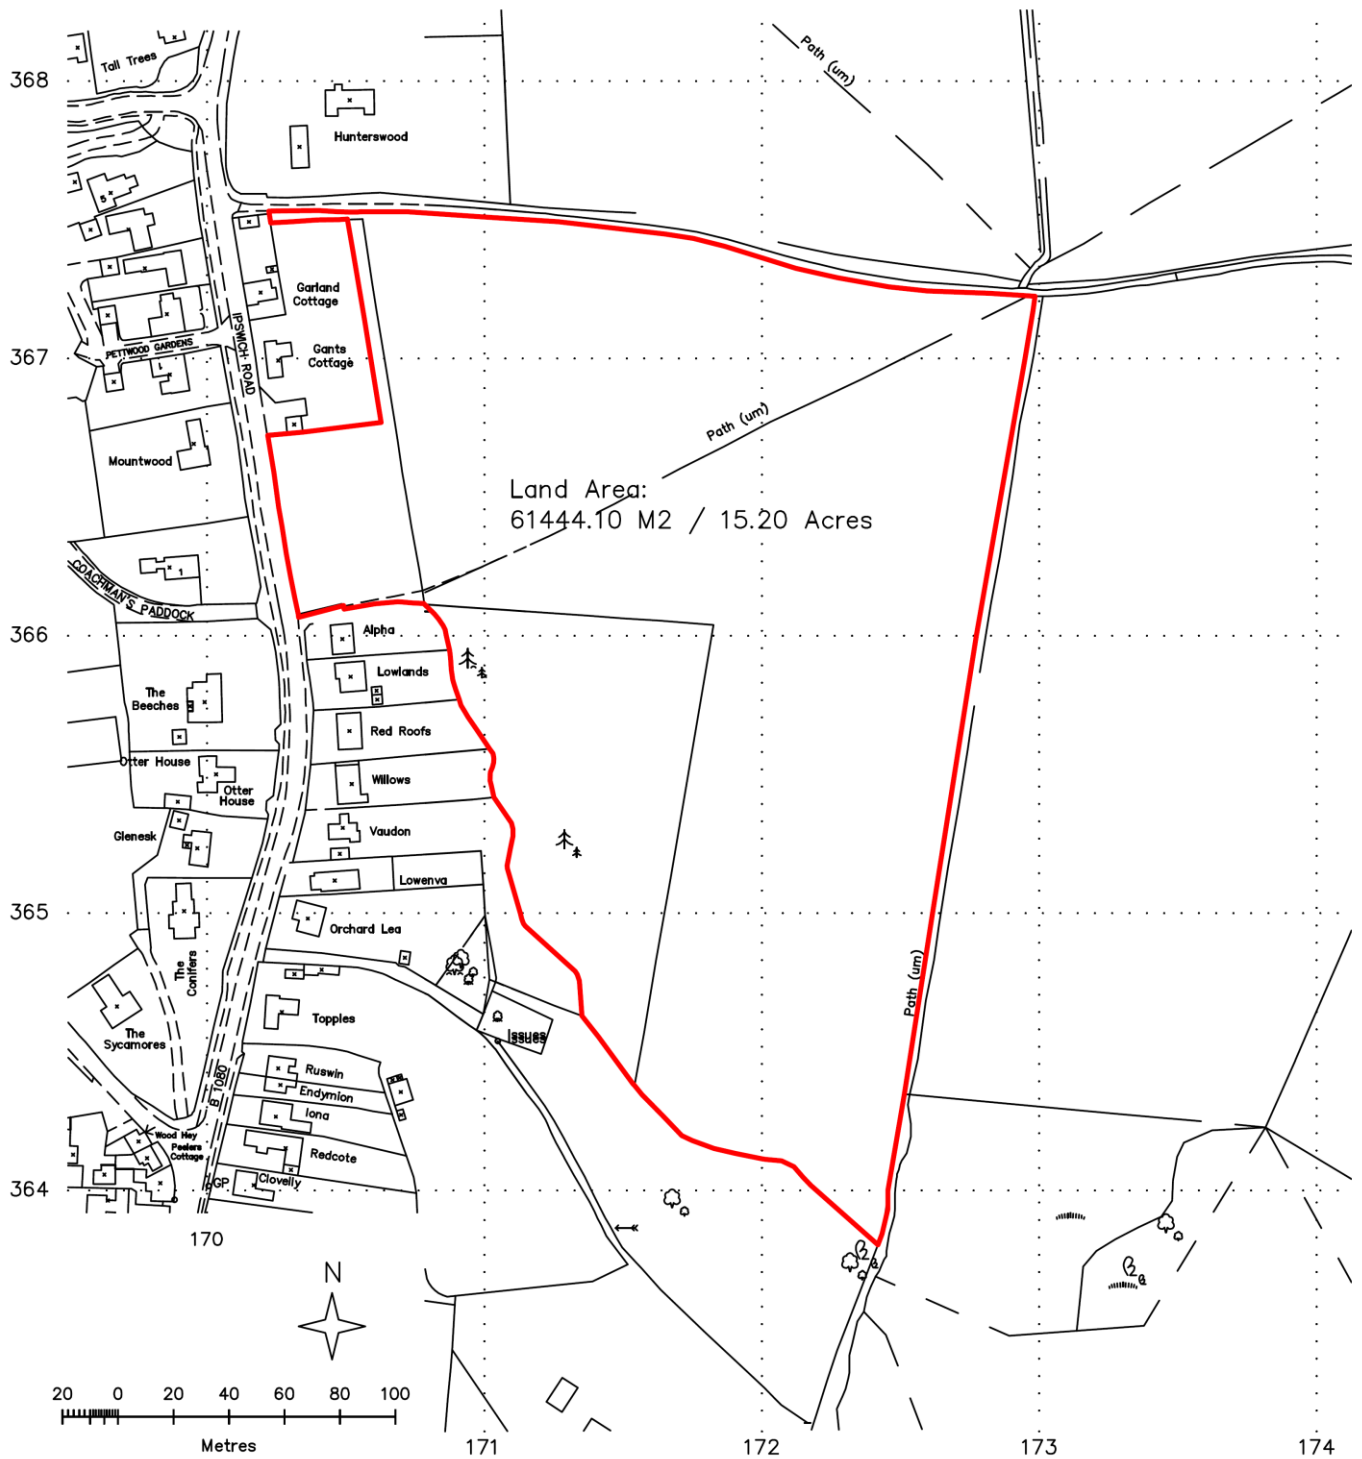 Tall Trees
Path (um)
368
Hunterswood
5
Garland
Cottage
IPSWICH ROAD
PETTWOOD GARDENS
Gants
Cottage
367
1
Path (um)
Mountwood
Land Area:
61444.10 M2 / 15.20 Acres
1
COACHMAN'S PADDOCK
366
Alpha
Lowlands
The
Beeches
Red Roofs
Otter House
Willows
Otter
House
Glenesk
Vaudon
Lowenva
365
Orchard Lea
The
Conifers
Path (um)
Topples
Issues
Issues
The
Sycamores
Ruswin
B 1080
Endymion
Iona
Wood Hey
Peelers
Cottage
Redcote
Clovelly
GP
364
170
N
20 0 20 40 60 80 100
Metres
171 172 173 174